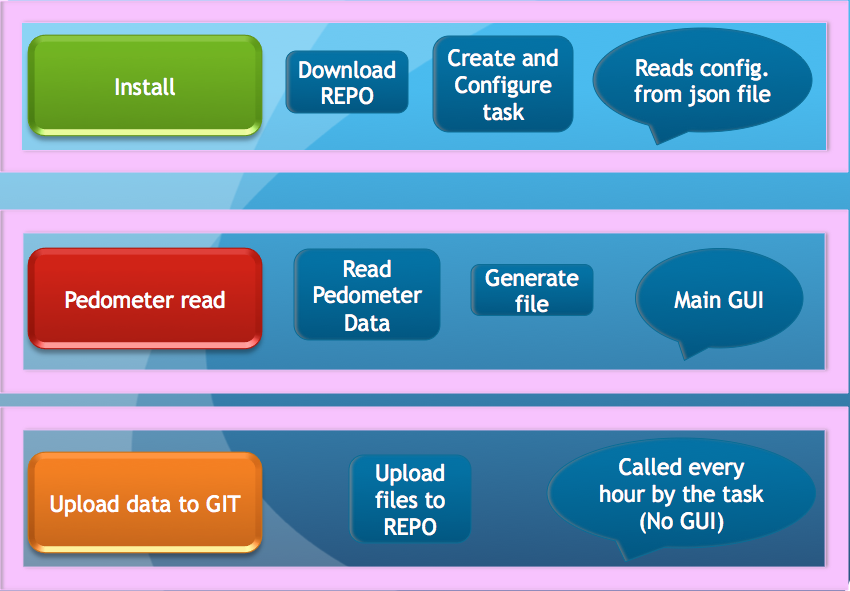 Install
Download
REPO
Create and
Configure
task
Reads config.
from json file
Pedometer read
Read
Pedometer
Data
Generate
file
Main GUI
Upload data to GIT
Upload
files to
REPO
Called every
hour by the task
(No GUI)